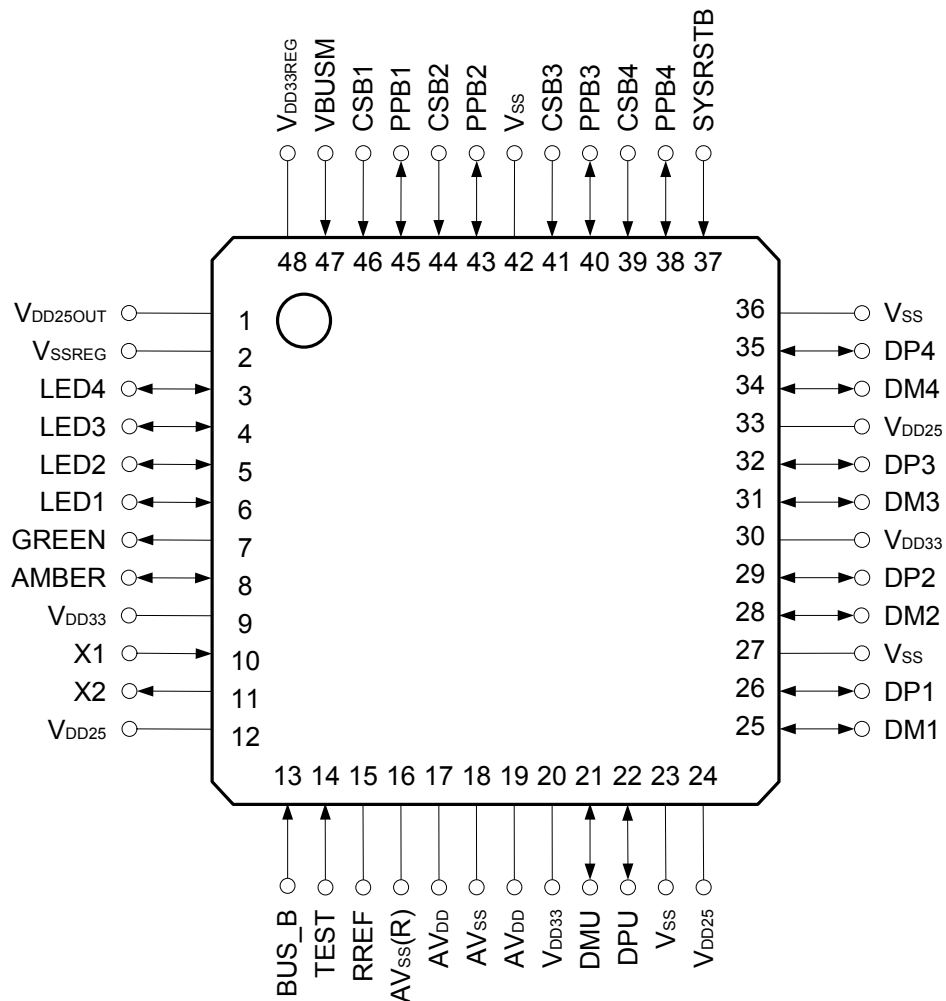 VDD33REG
VBUSM
CSB1
PPB1
CSB2
PPB2
VSS
CSB3
PPB3
CSB4
PPB4
SYSRSTB
48 47 46 45 44 43 42 41 40 39 38 37
VDD25OUT 1
VSSREG 2
LED4 3
LED3 4
LED2 5
LED1 6
GREEN 7
AMBER 8
VDD33 9
X1 10
X2 11
VDD25 12
36 VSS
35 DP4
34 DM4
33 VDD25
32 DP3
31 DM3
30 VDD33
29 DP2
28 DM2
27 VSS
26 DP1
25 DM1
13 14 15 16 17 18 19 20 21 22 23 24
BUS_B
TEST
RREF
AVSS(R)
AVDD
AVSS
AVDD
VDD33
DMU
DPU
VSS
VDD25